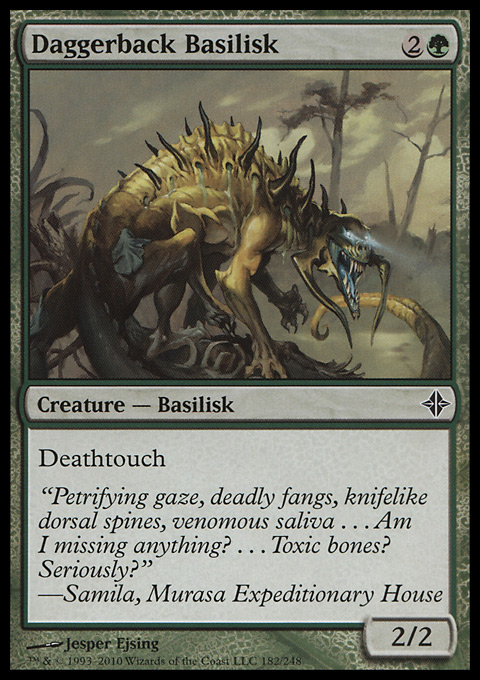 Daggerback Basilisk 2
Creature — Basilisk
Deathtouch
“Petrifying gaze, deadly fangs, knifelike
dorsal spines, venomous saliva . . . Am
I missing anything? . . . Toxic bones?
Seriously?”
—Samila, Murasa Expeditionary House
2/2
Jesper Ejsing
™ & © 1993–2010 Wizards of the Coast LLC 182/248